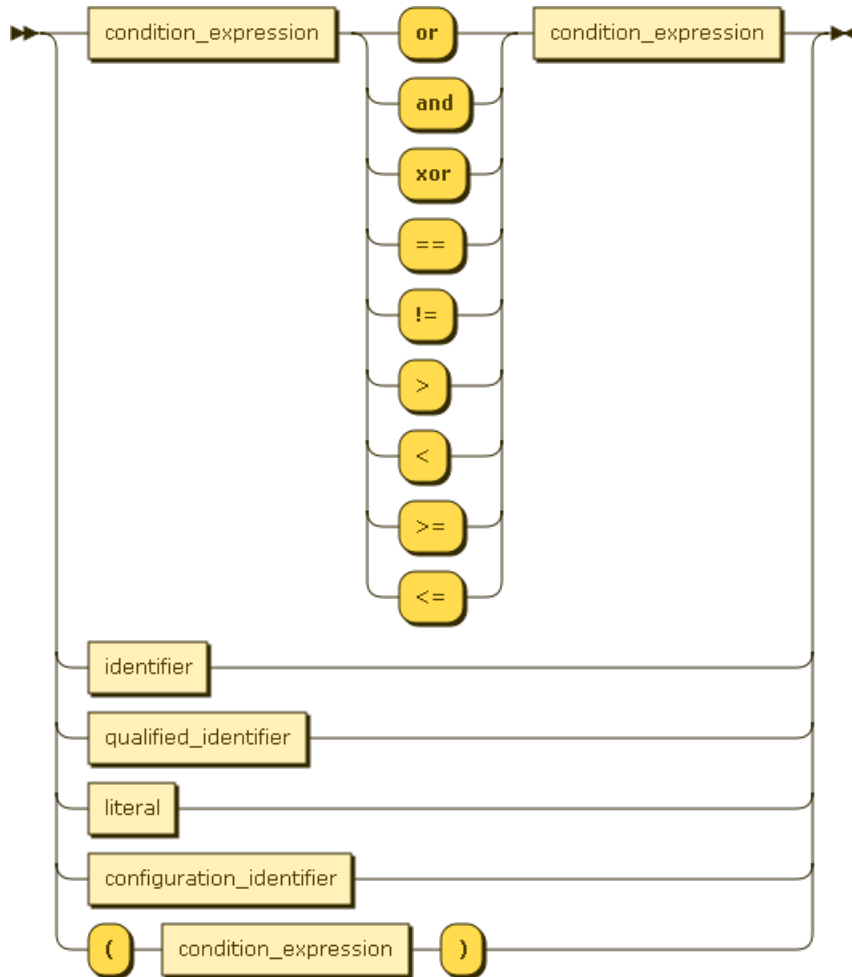 condition_expression or condition_expression
and
xor
==
!=
>
<
>=
<=
identifier
qualified_identifier
literal
configuration_identifier
( condition_expression )